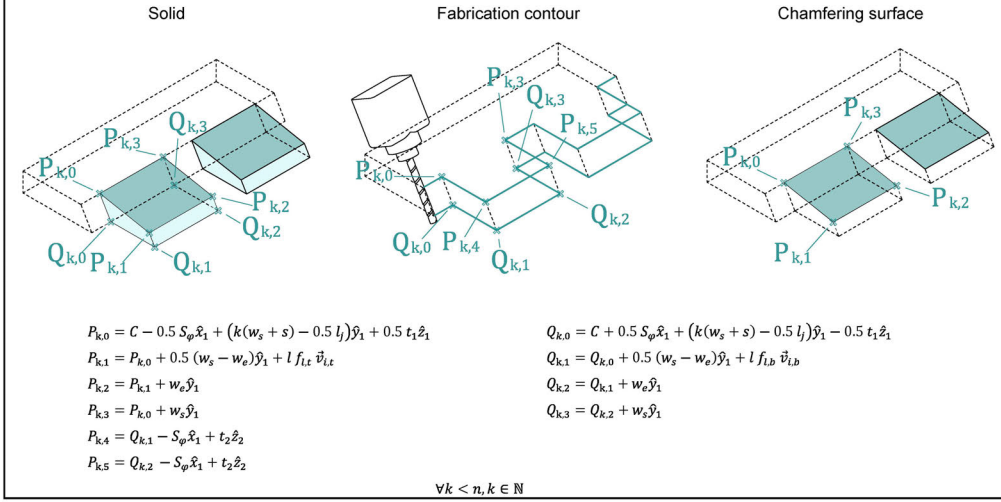 Solid
Fabrication contour
Chamfering surface
P_{k,3} Q_{k,3}
P_{k,0}
P_{k,2}
Q_{k,2}
Q_{k,0} P_{k,1} Q_{k,1}
P_{k,3}
Q_{k,3}
P_{k,5}
P_{k,0}
Q_{k,2}
Q_{k,0} P_{k,4}
Q_{k,1}
P_{k,3}
P_{k,0}
P_{k,2}
P_{k,1}
P_{k,0} = C − 0.5 S_φ x̂_1 + (k(w_s + s) − 0.5 l_j)ŷ_1 + 0.5 t_1 ẑ_1
P_{k,1} = P_{k,0} + 0.5 (w_s − w_e)ŷ_1 + l f_{l,t} v⃗_{i,t}
P_{k,2} = P_{k,1} + w_e ŷ_1
P_{k,3} = P_{k,0} + w_s ŷ_1
P_{k,4} = Q_{k,1} − S_φ x̂_1 + t_2 ẑ_2
P_{k,5} = Q_{k,2} − S_φ x̂_1 + t_2 ẑ_2
Q_{k,0} = C + 0.5 S_φ x̂_1 + (k(w_s + s) − 0.5 l_j)ŷ_1 − 0.5 t_1 ẑ_1
Q_{k,1} = Q_{k,0} + 0.5 (w_s − w_e)ŷ_1 + l f_{l,b} v⃗_{i,b}
Q_{k,2} = Q_{k,1} + w_e ŷ_1
Q_{k,3} = Q_{k,2} + w_s ŷ_1
∀k < n, k ∈ ℕ